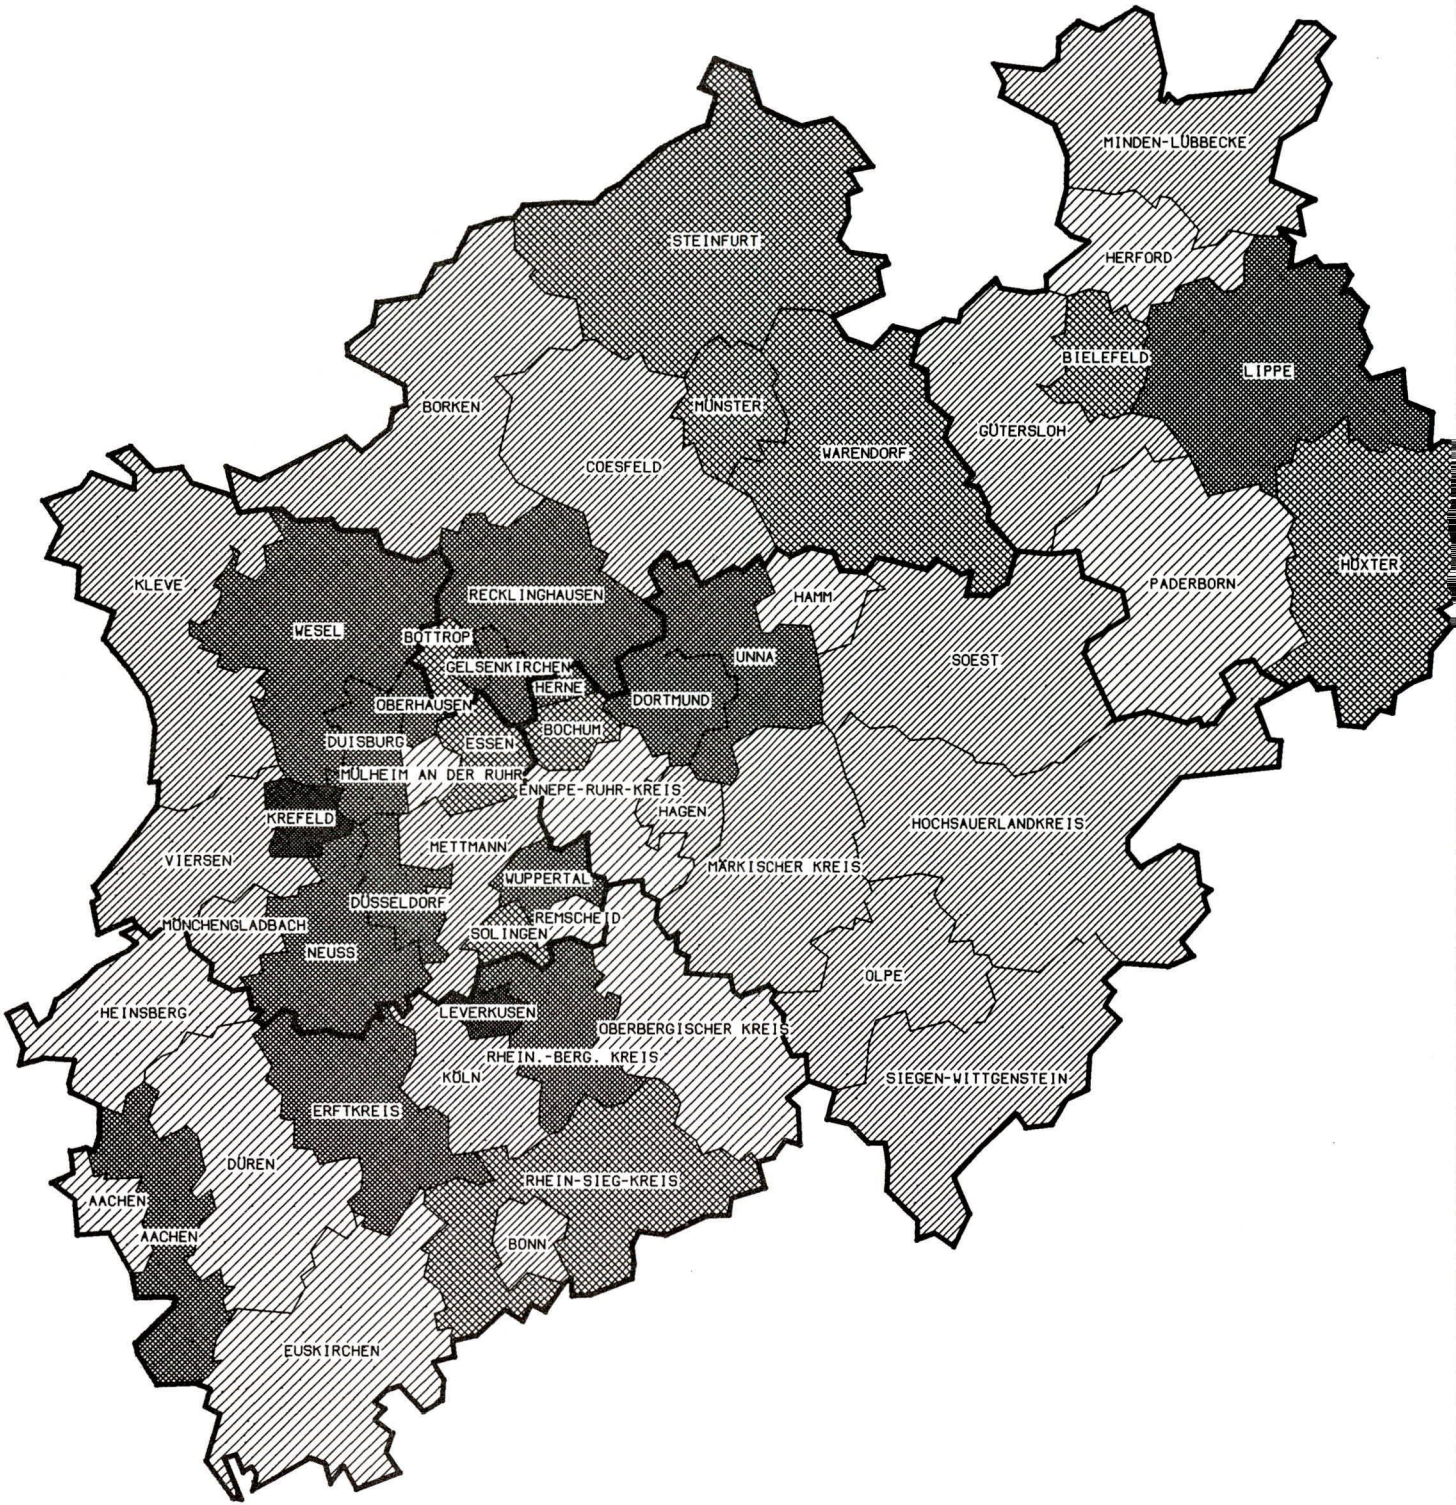 MINDEN-LÜBBECKE
STEINFURT
HERFORD
BIELEFELD
LIPPE
BORKEN
MÜNSTER
GÜTERSLOH
WARENDORF
COESFELD
HÖXTER
KLEVE
PADERBORN
RECKLINGHAUSEN
HAMM
WESEL
BOTTROP
UNNA
SOEST
GELSENKIRCHEN
HERNE
DORTMUND
OBERHAUSEN
BOCHUM
DUISBURG
ESSEN
MÜLHEIM AN DER RUHR
ENNEPE-RUHR-KREIS
HAGEN
KREFELD
HOCHSAUERLANDKREIS
METTMANN
VIERSEN
MÄRKISCHER KREIS
WUPPERTAL
DÜSSELDORF
REMSCHEID
MÖNCHENGLADBACH
SOLINGEN
NEUSS
OLPE
HEINSBERG
LEVERKUSEN
OBERBERGISCHER KREIS
RHEIN.-BERG. KREIS
KÖLN
SIEGEN-WITTGENSTEIN
ERFTKREIS
DÜREN
RHEIN-SIEG-KREIS
AACHEN
AACHEN
BONN
EUSKIRCHEN